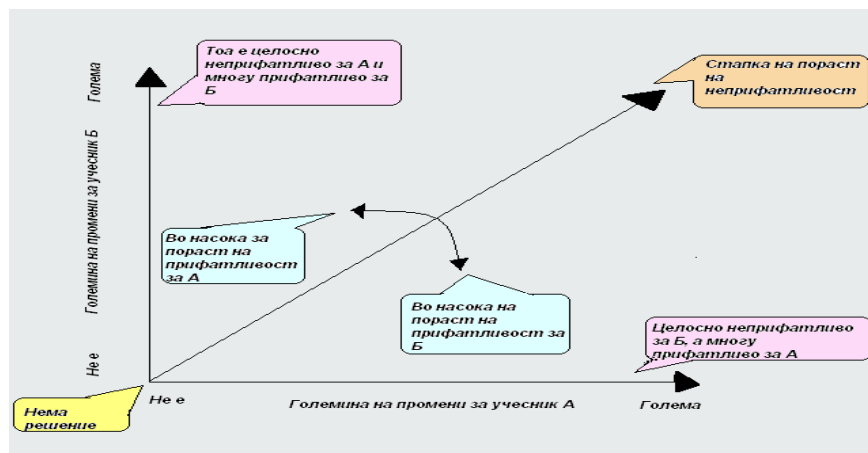 Тоа е целосно
неприфатливо за А и
многу прифатливо за
Б
Стапка на пораст
на
неприфатливост
Голема
Големина на промени за учесник Б
Не е
Во насока за
пораст на
прифатливост
за А
Во насока на
пораст на
прифатливост за
Б
Целосно неприфатливо
за Б, а многу
прифатливо за А
Нема
решение
Не е
Големина на промени за учесник А
Голема